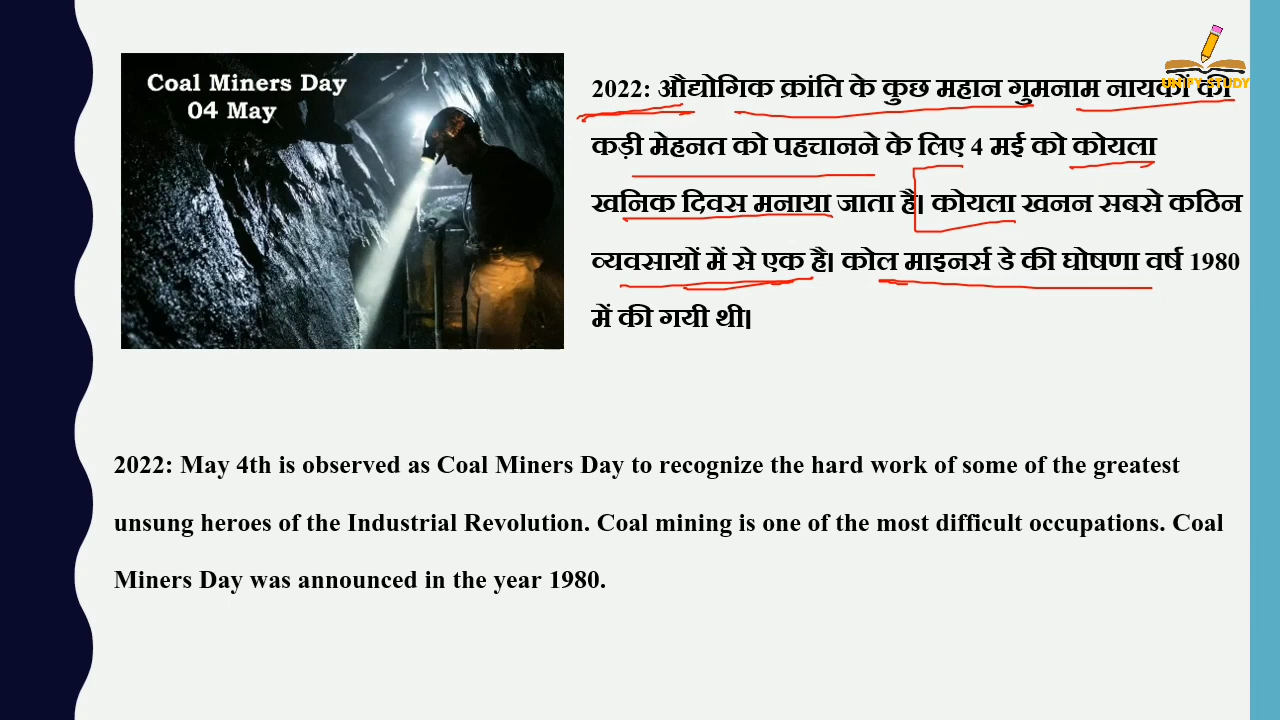 Coal Miners Day
04 May
UNIFY STUDY
2022: औद्योगिक क्रांति के कुछ महान गुमनाम नायकों की
कड़ी मेहनत को पहचानने के लिए 4 मई को कोयला
खनिक दिवस मनाया जाता है। कोयला खनन सबसे कठिन
व्यवसायों में से एक है। कोल माइनर्स डे की घोषणा वर्ष 1980
में की गयी थी।
2022: May 4th is observed as Coal Miners Day to recognize the hard work of some of the greatest
unsung heroes of the Industrial Revolution. Coal mining is one of the most difficult occupations. Coal
Miners Day was announced in the year 1980.